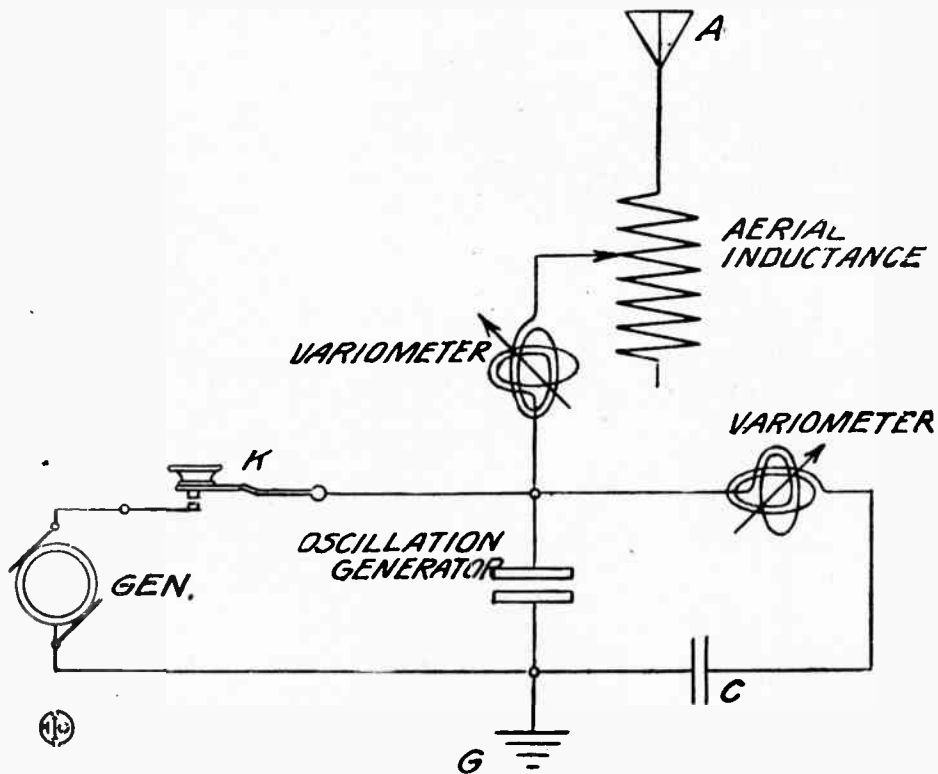 A
AERIAL
INDUCTANCE
VARIOMETER
VARIOMETER
K
OSCILLATION
GENERATOR
GEN.
C
G